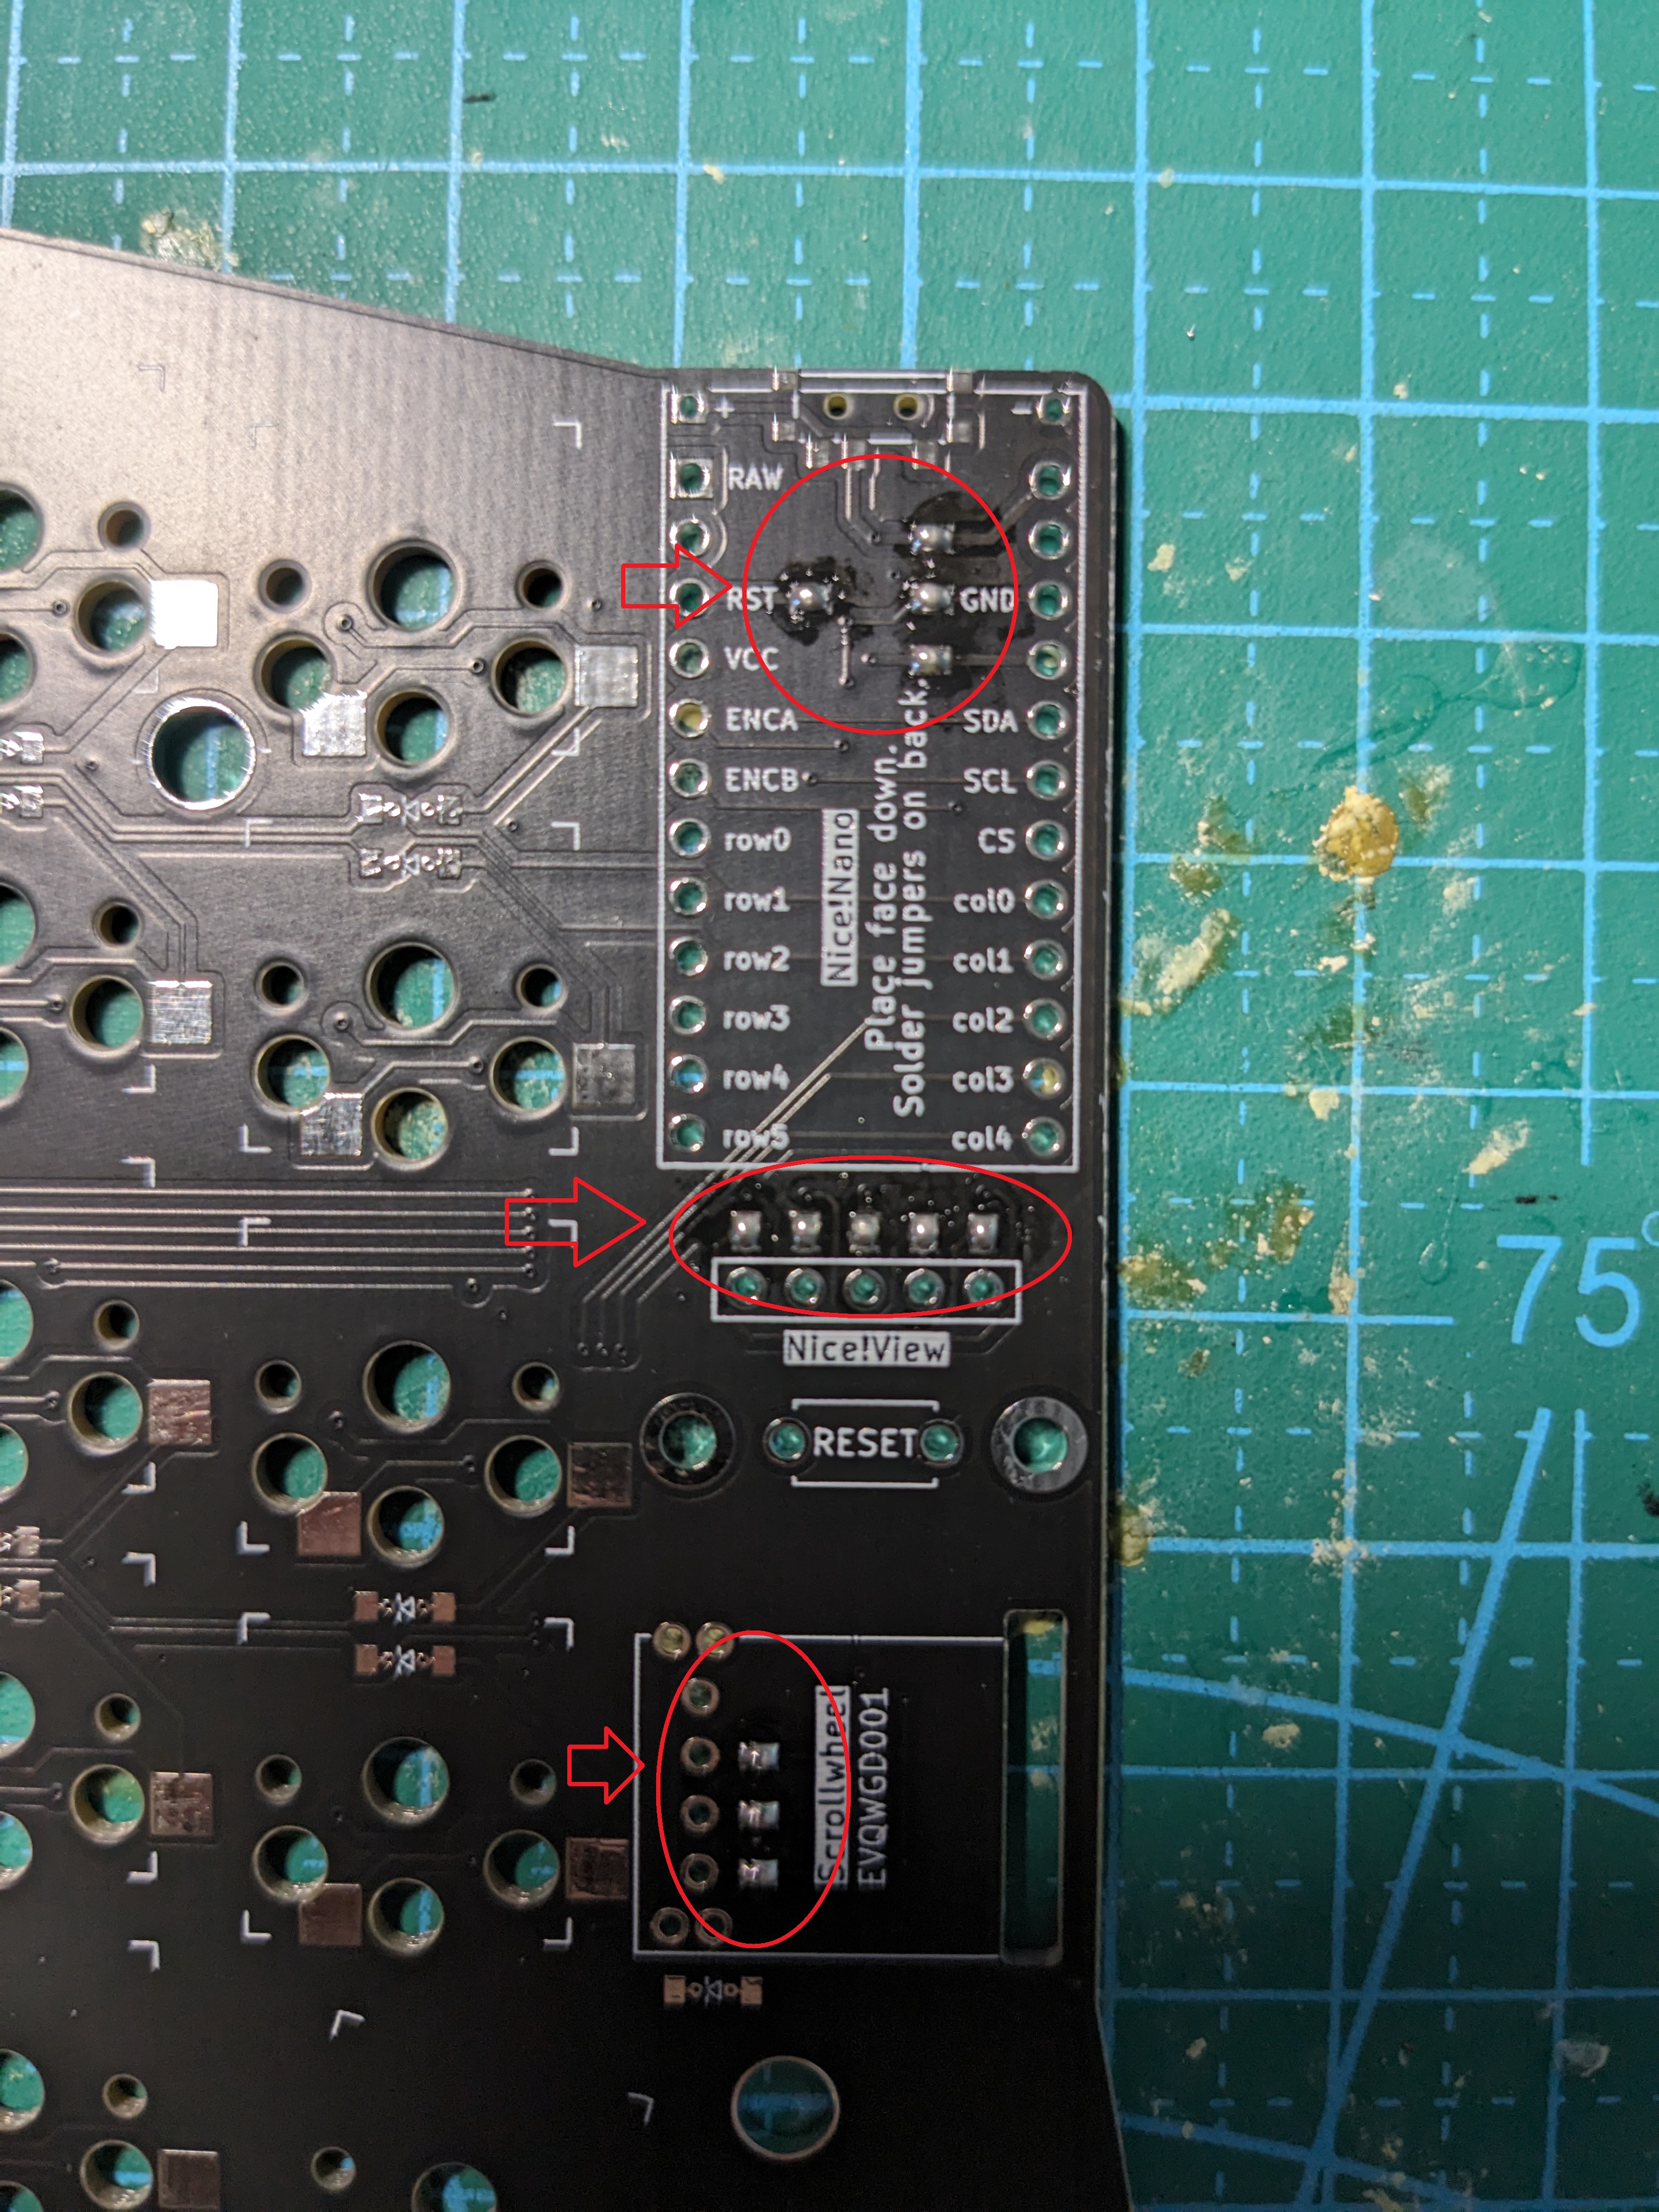 +
-
RAW
RST
GND
VCC
ENCA
SDA
ENCB
SCL
row0
CS
row1
col0
row2
col1
row3
col2
row4
col3
row5
col4
Nice!Nano
Place face down.
Solder jumpers on back.
Nice!View
RESET
Scrollwheel
EVQWGD001
75°